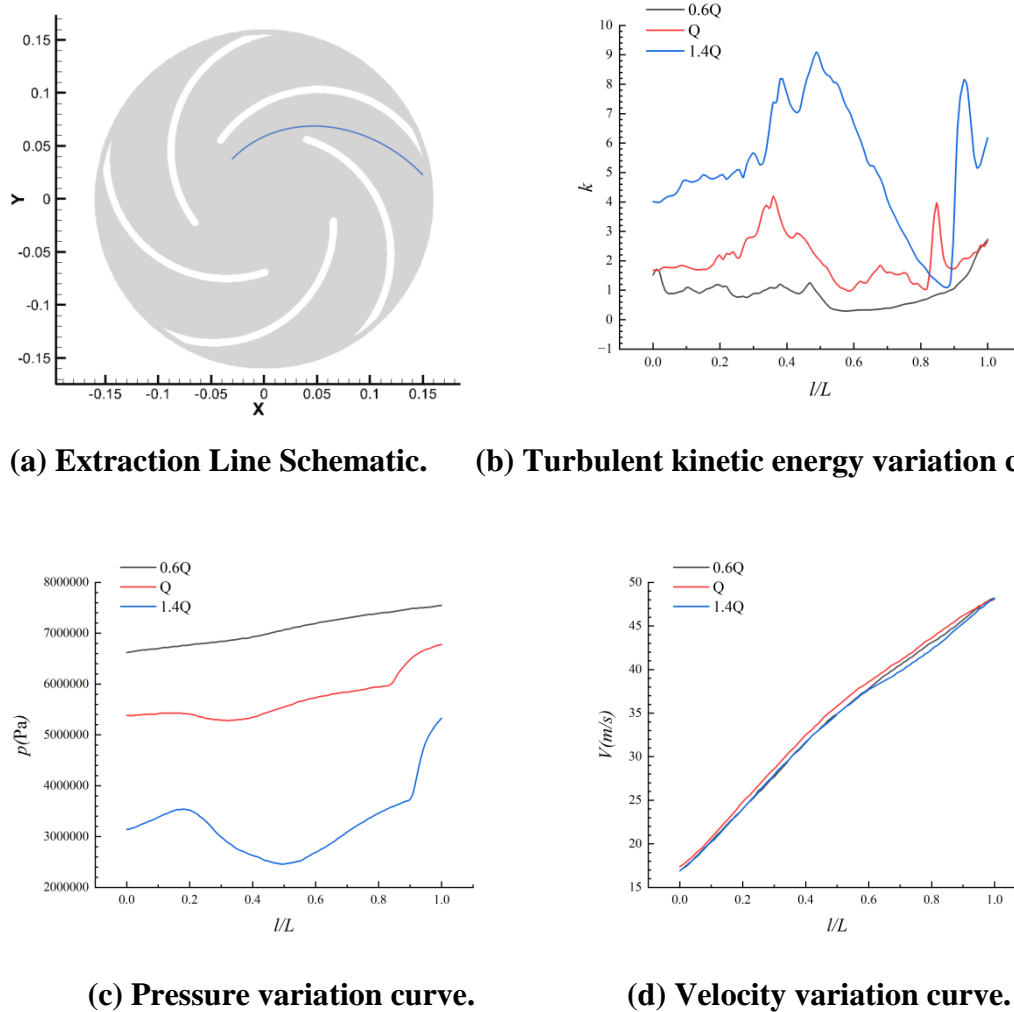 0.15
0.1
0.05
0
-0.05
-0.1
-0.15
Y
-0.15 -0.1 -0.05 0 0.05 0.1 0.15
X
0.6Q
Q
1.4Q
10
9
8
7
6
5
4
3
2
1
0
−1
k
0.0 0.2 0.4 0.6 0.8 1.0
l/L
(a) Extraction Line Schematic.
(b) Turbulent kinetic energy variation c
0.6Q
Q
1.4Q
8000000
7000000
6000000
5000000
4000000
3000000
2000000
p(Pa)
0.0 0.2 0.4 0.6 0.8 1.0
l/L
0.6Q
Q
1.4Q
50
45
40
35
30
25
20
15
V(m/s)
0.0 0.2 0.4 0.6 0.8 1.0
l/L
(c) Pressure variation curve.
(d) Velocity variation curve.